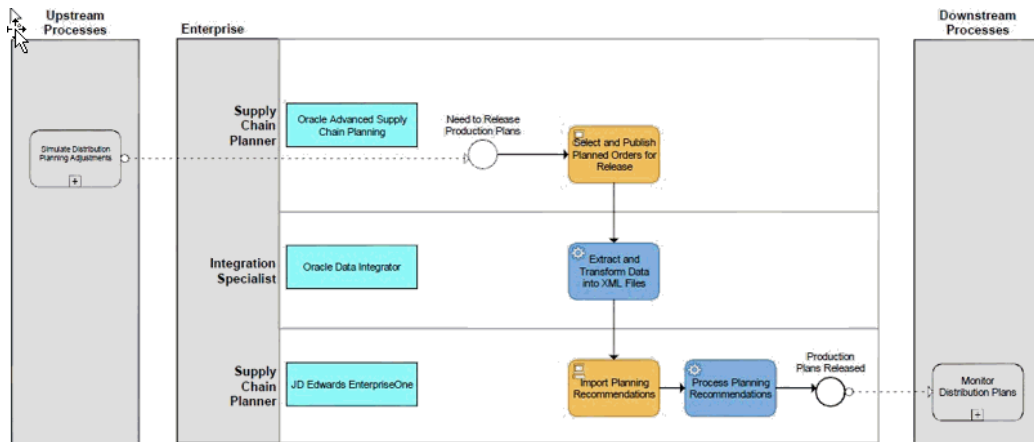 Upstream
Processes
Enterprise
Downstream
Processes
Supply
Chain
Planner
Oracle Advanced Supply
Chain Planning
Need to Release
Production Plans
Select and Publish
Planned Orders for
Release
Simulate Distribution
Planning Adjustments
Integration
Specialist
Oracle Data Integrator
Extract and
Transform Data
into XML Files
Supply
Chain
Planner
JD Edwards EnterpriseOne
Import Planning
Recommendations
Process Planning
Recommendations
Production
Plans Released
Monitor
Distribution Plans